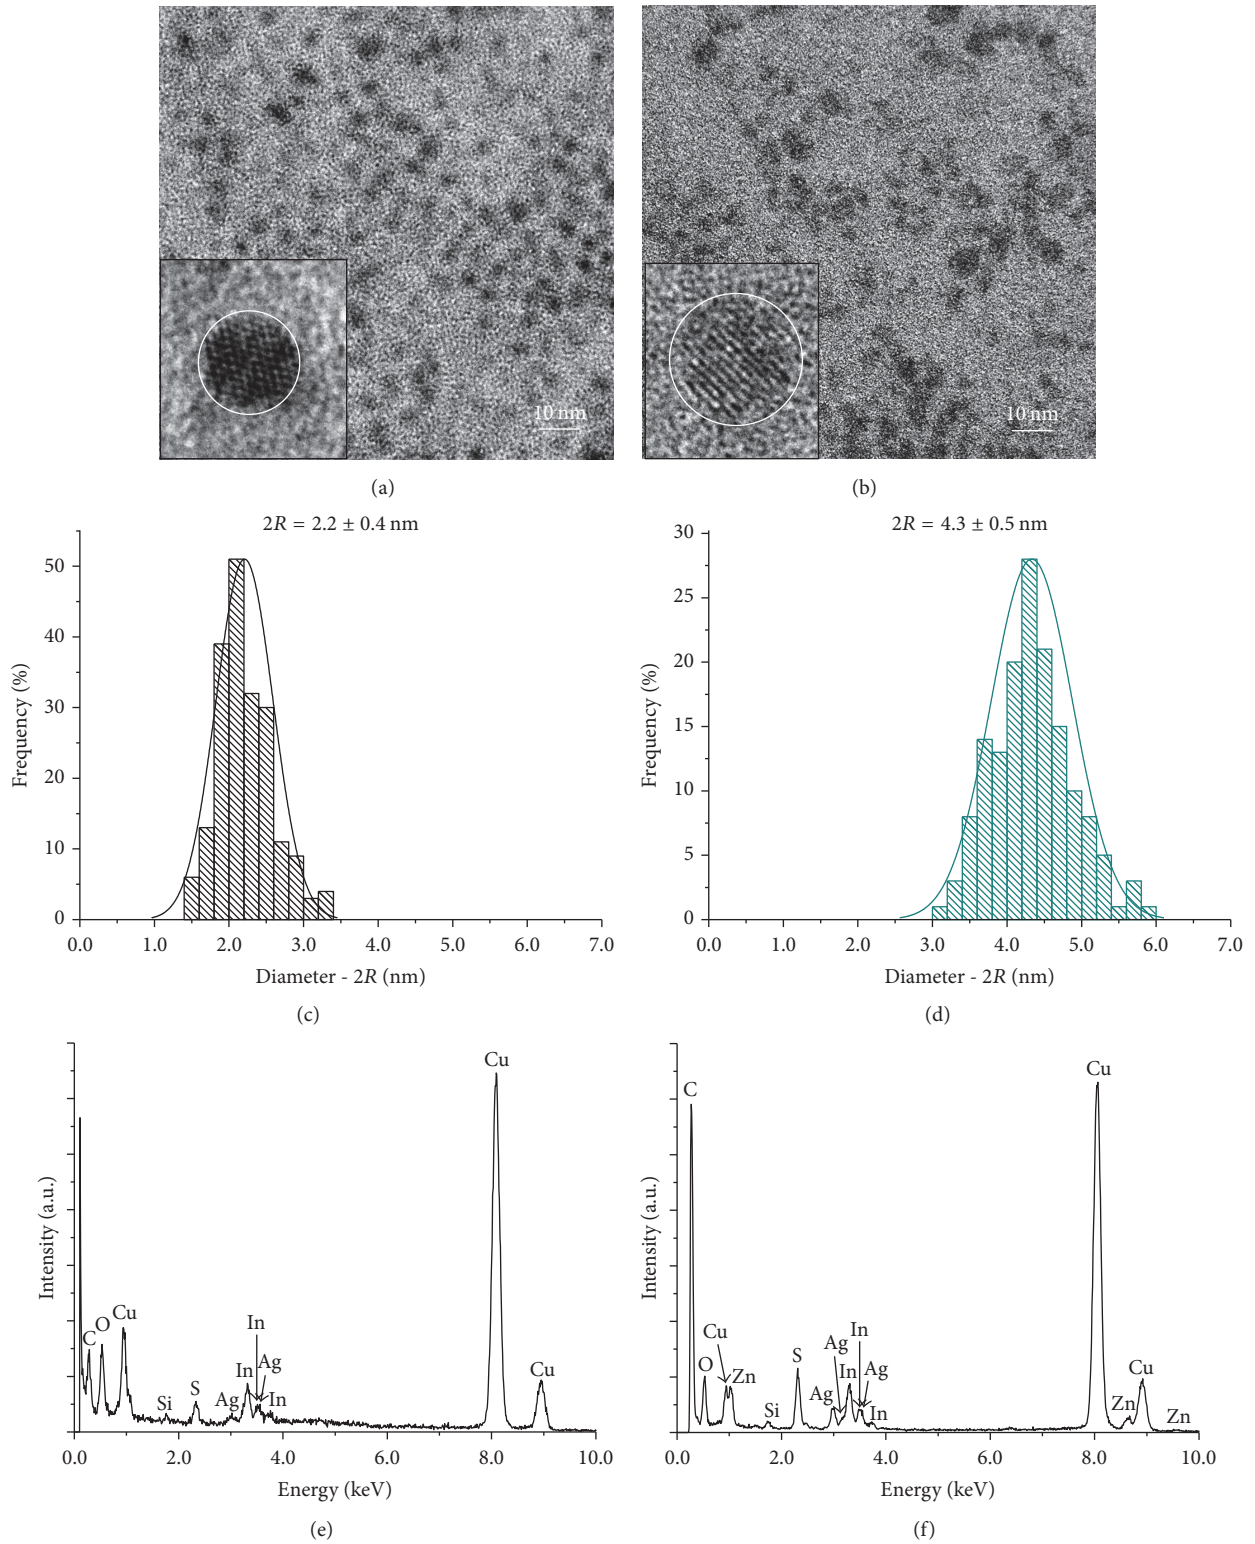 10 nm
10 nm
(a)
(b)
2R = 2.2 ± 0.4 nm
50
40
30
20
10
0
Frequency (%)
0.0 1.0 2.0 3.0 4.0 5.0 6.0 7.0
Diameter - 2R (nm)
(c)
2R = 4.3 ± 0.5 nm
30
25
20
15
10
5
0
Frequency (%)
0.0 1.0 2.0 3.0 4.0 5.0 6.0 7.0
Diameter - 2R (nm)
(d)
Intensity (a.u.)
C
O
Cu
Si
S
Ag
In
In
Ag
In
Cu
Cu
0.0 2.0 4.0 6.0 8.0 10.0
Energy (keV)
(e)
Intensity (a.u.)
C
O
Cu
Zn
Si
S
Ag
Ag
In
In
Ag
In
Cu
Zn
Cu
Zn
0.0 2.0 4.0 6.0 8.0 10.0
Energy (keV)
(f)